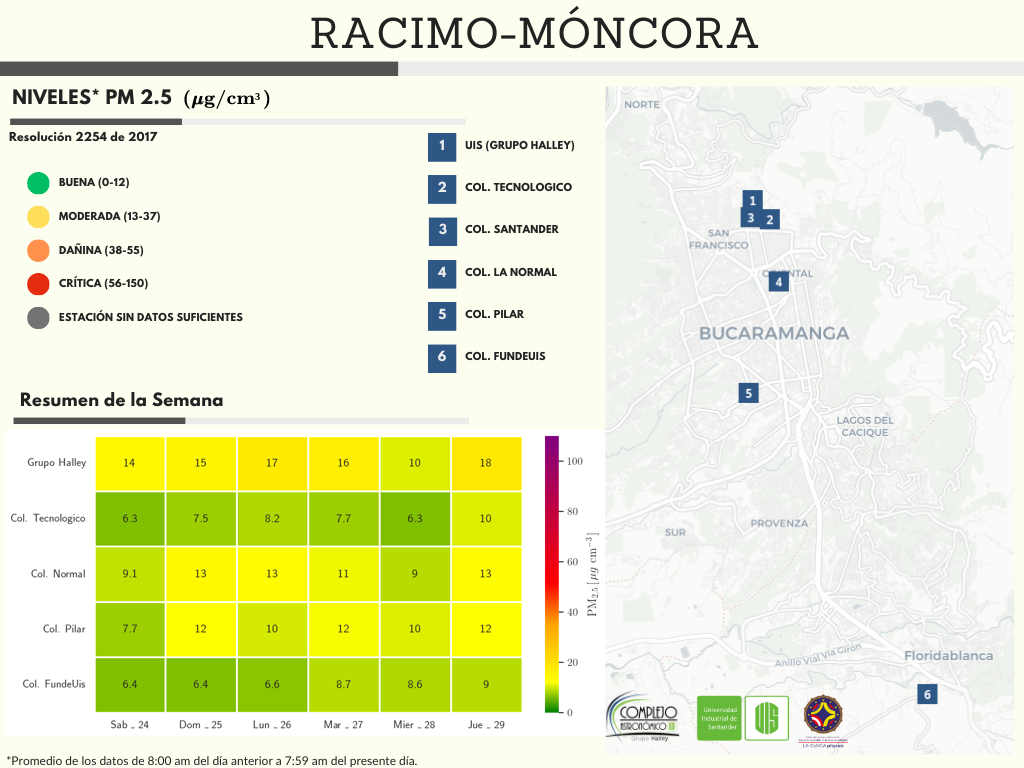 RACIMO-MÓNCORA
NIVELES* PM 2.5 (μg/cm³)
Resolución 2254 de 2017
BUENA (0-12)
MODERADA (13-37)
DAÑINA (38-55)
CRÍTICA (56-150)
ESTACIÓN SIN DATOS SUFICIENTES
1 UIS (GRUPO HALLEY)
2 COL. TECNOLOGICO
3 COL. SANTANDER
4 COL. LA NORMAL
5 COL. PILAR
6 COL. FUNDEUIS
Resumen de la Semana
Grupo Halley 14 15 17 16 10 18
Col. Tecnologico 6.3 7.5 8.2 7.7 6.3 10
Col. Normal 9.1 13 13 11 9 13
Col. Pilar 7.7 12 10 12 10 12
Col. FundeUis 6.4 6.4 6.6 8.7 8.6 9
Sab _ 24 Dom _ 25 Lun _ 26 Mar _ 27 Mier _ 28 Jue _ 29
100
80
60
40
20
0
PM2.5 [μg cm⁻³]
NORTE
1
3 2
SAN
FRANCISCO
4
BUCARAMANGA
5
LAGOS DEL
CACIQUE
PROVENZA
SUR
Anillo Vial Vía Girón
Floridablanca
6
COMPLEJO
ASTRONÓMICO
Grupo Halley
Universidad
Industrial de
Santander
UIS
LA-CoNGA physics
*Promedio de los datos de 8:00 am del día anterior a 7:59 am del presente día.